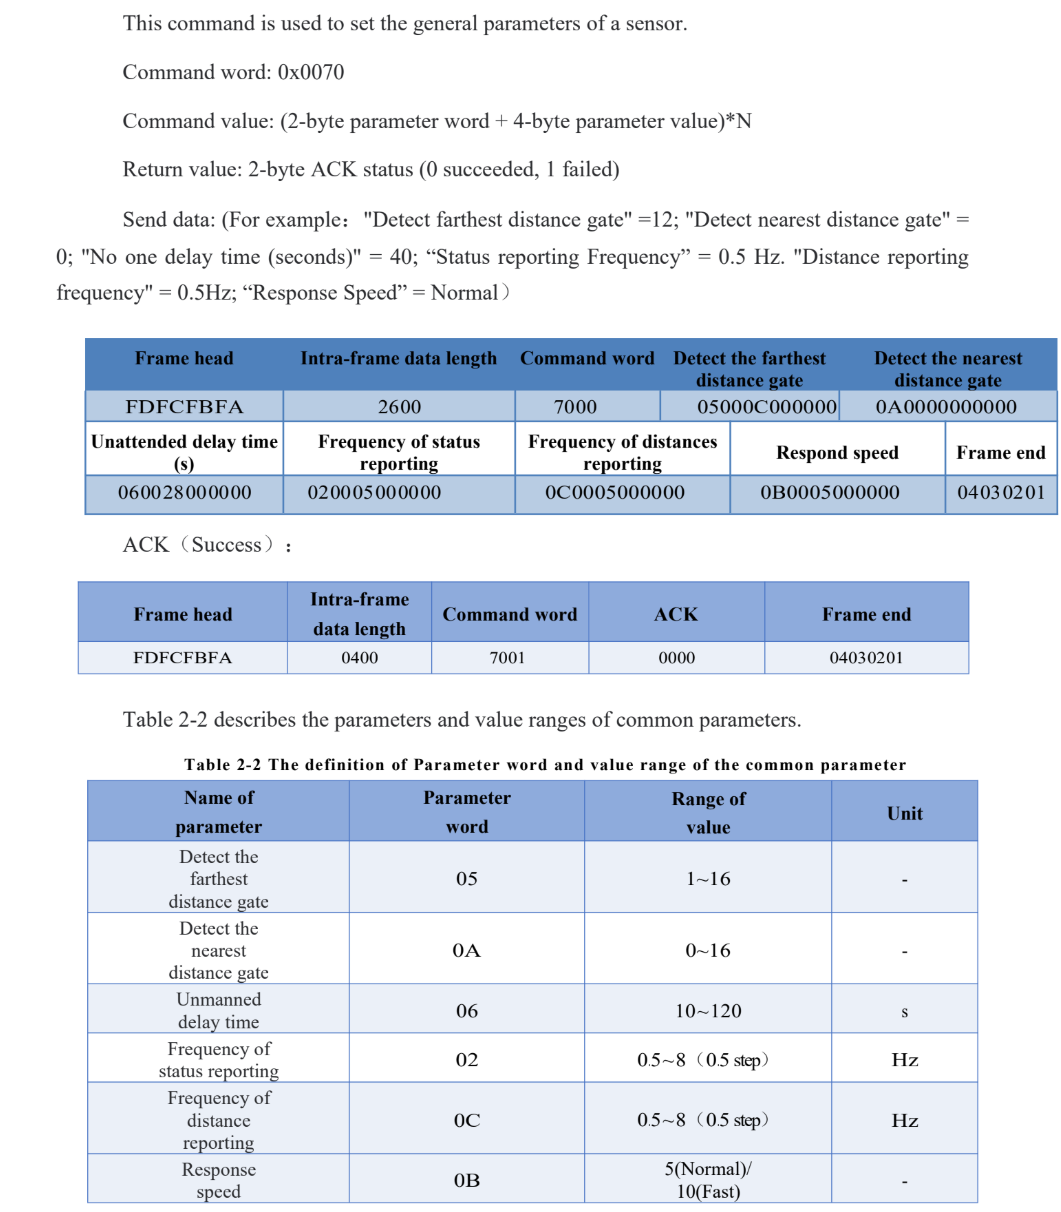 This command is used to set the general parameters of a sensor.
Command word: 0x0070
Command value: (2-byte parameter word + 4-byte parameter value)*N
Return value: 2-byte ACK status (0 succeeded, 1 failed)
Send data: (For example："Detect farthest distance gate" =12; "Detect nearest distance gate" =
0; "No one delay time (seconds)" = 40; “Status reporting Frequency” = 0.5 Hz. "Distance reporting
frequency" = 0.5Hz; “Response Speed” = Normal）
Frame head Intra-frame data length Command word Detect the farthest Detect the nearest
distance gate distance gate
FDFCFBFA 2600 7000 05000C000000 0A0000000000
Unattended delay time Frequency of status Frequency of distances Respond speed Frame end
(s) reporting reporting
060028000000 020005000000 0C0005000000 0B0005000000 04030201
ACK（Success）:
Frame head Intra-frame Command word ACK Frame end
data length
FDFCFBFA 0400 7001 0000 04030201
Table 2-2 describes the parameters and value ranges of common parameters.
Table 2-2 The definition of Parameter word and value range of the common parameter
Name of Parameter Range of Unit
parameter word value
Detect the
farthest 05 1~16 -
distance gate
Detect the
nearest 0A 0~16 -
distance gate
Unmanned 06 10~120 s
delay time
Frequency of 02 0.5~8（0.5 step） Hz
status reporting
Frequency of
distance 0C 0.5~8（0.5 step） Hz
reporting
Response 0B 5(Normal)/ -
speed 10(Fast)